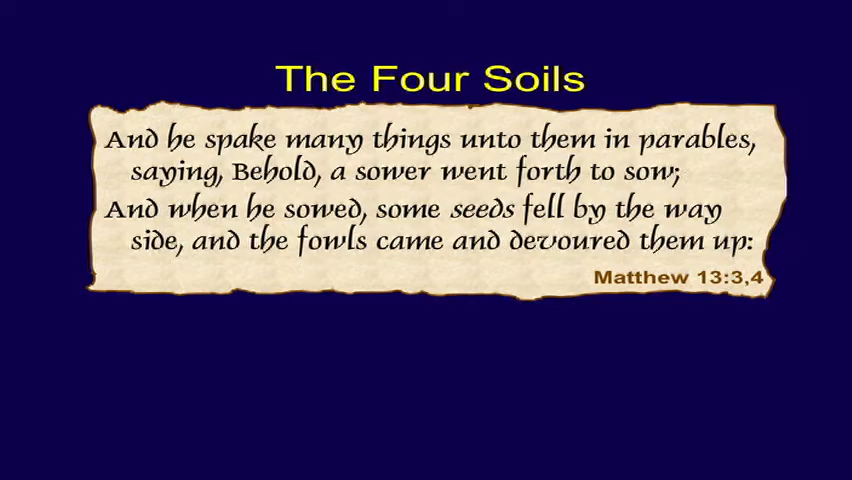 The Four Soils
And he spake many things unto them in parables,
saying, Behold, a sower went forth to sow;
And when he sowed, some seeds fell by the way
side, and the fowls came and devoured them up:
Matthew 13:3,4